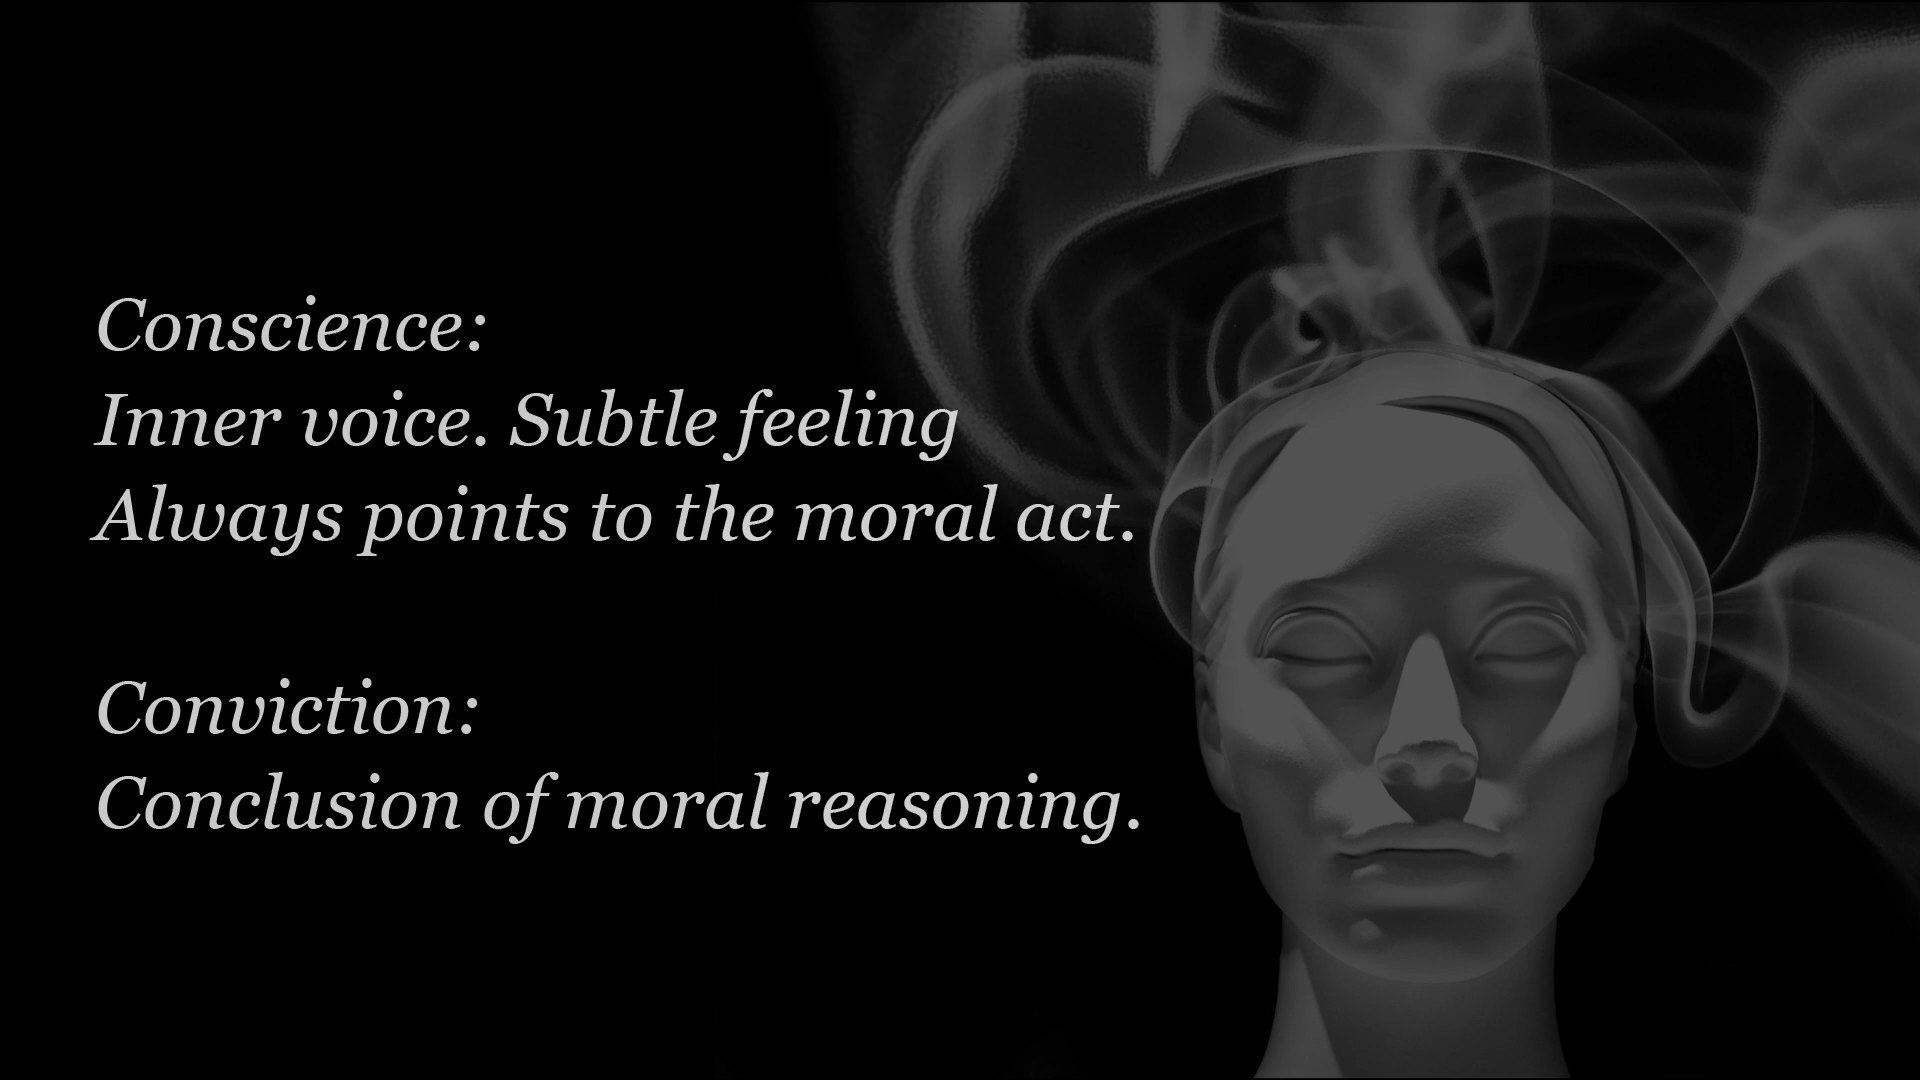 Conscience:
Inner voice. Subtle feeling
Always points to the moral act.
Conviction:
Conclusion of moral reasoning.